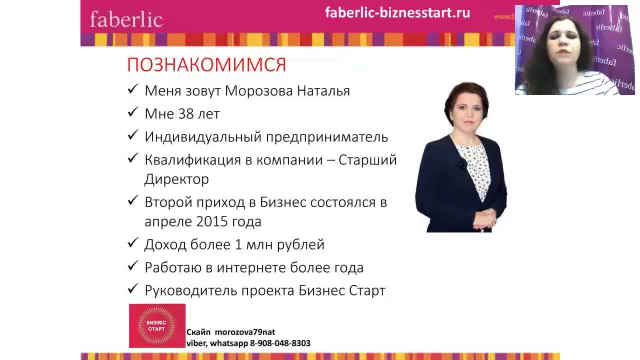 faberlic
faberlic-biznesstart.ru
ПОЗНАКОМИМСЯ
✓ Меня зовут Морозова Наталья
✓ Мне 38 лет
✓ Индивидуальный предприниматель
✓ Квалификация в компании – Старший
Директор
✓ Второй приход в Бизнес состоялся в
апреле 2015 года
✓ Доход более 1 млн рублей
✓ Работаю в интернете более года
✓ Руководитель проекта Бизнес Старт
БИЗНЕС
СТАРТ
Скайп morozova79nat
viber, whatsapp 8-908-048-8303
faberlic